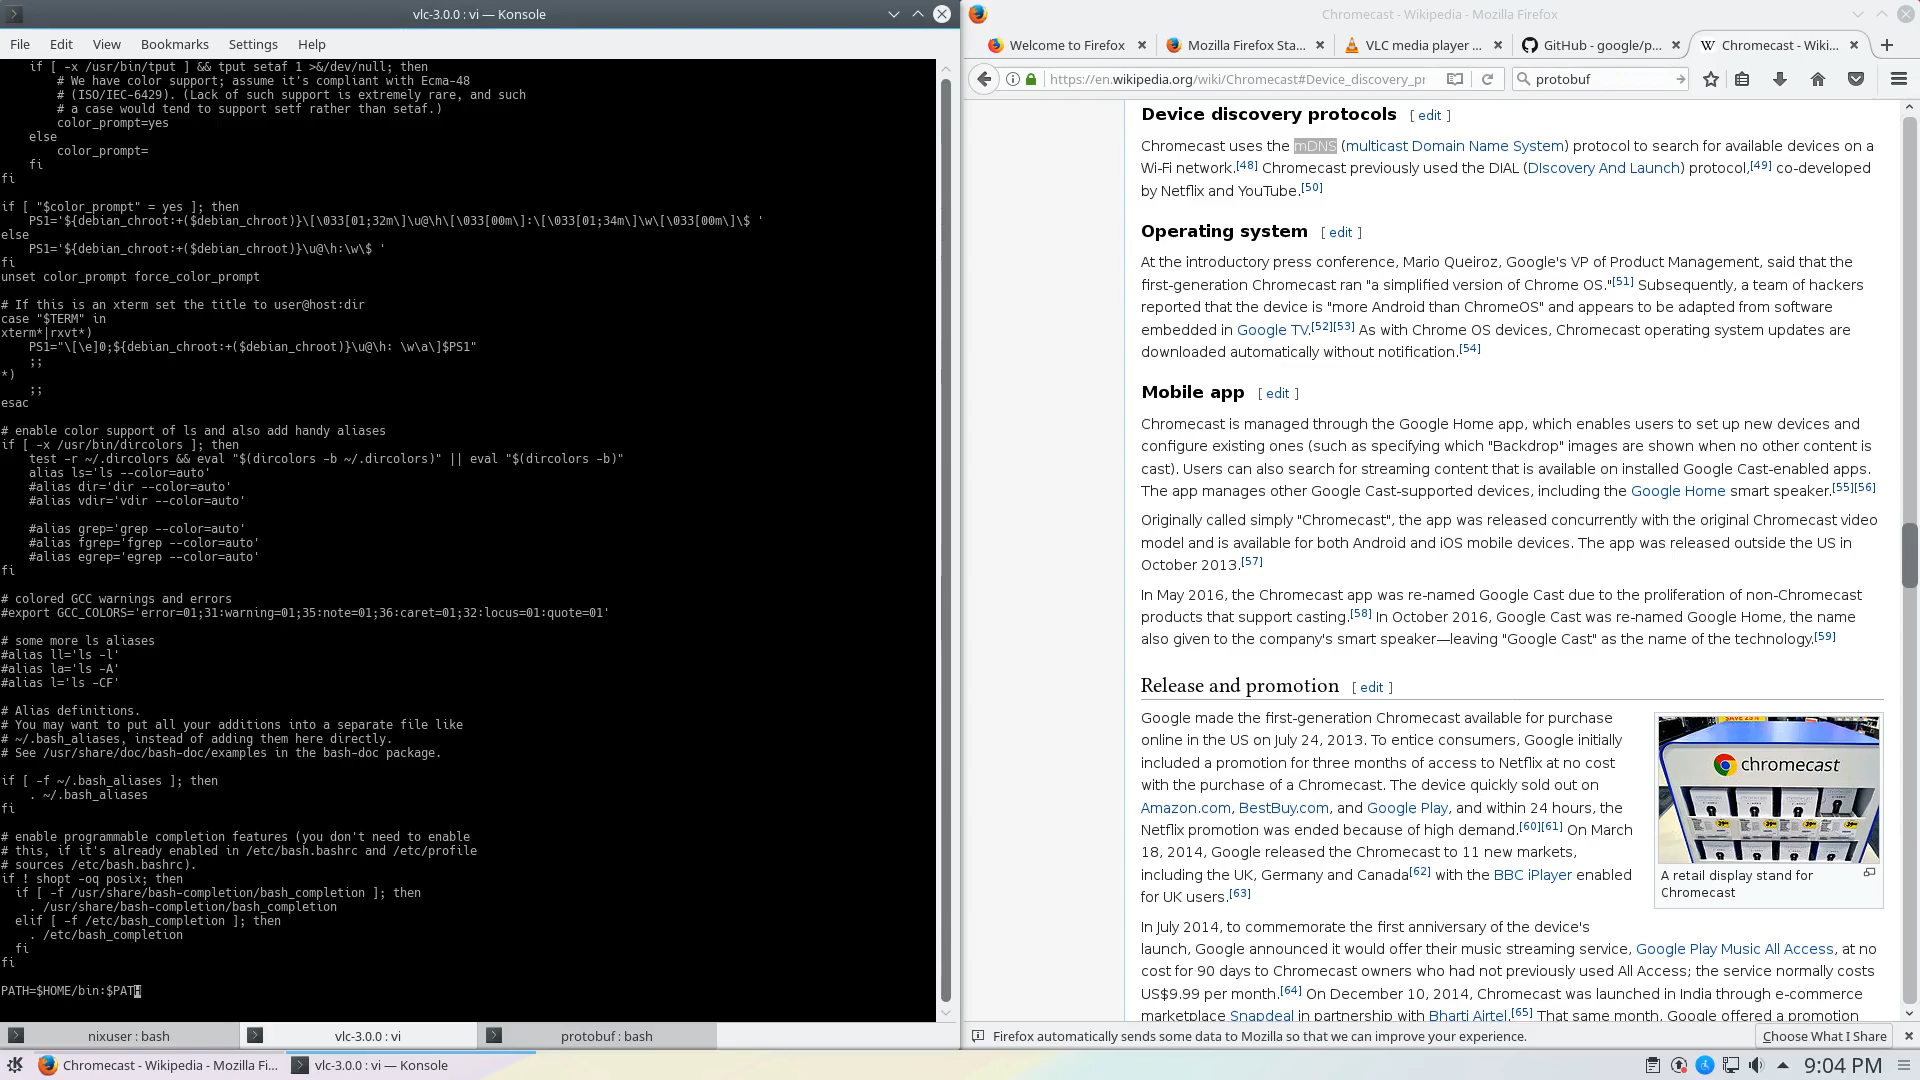 vlc-3.0.0 : vi — Konsole
File Edit View Bookmarks Settings Help
if [ -x /usr/bin/tput ] && tput setaf 1 >&/dev/null; then
# We have color support; assume it's compliant with Ecma-48
# (ISO/IEC-6429). (Lack of such support is extremely rare, and such
# a case would tend to support setf rather than setaf.)
color_prompt=yes
else
color_prompt=
fi
fi
if [ "$color_prompt" = yes ]; then
PS1='${debian_chroot:+($debian_chroot)}\[\033[01;32m\]\u@\h\[\033[00m\]:\[\033[01;34m\]\w\[\033[00m\]\$ '
else
PS1='${debian_chroot:+($debian_chroot)}\u@\h:\w\$ '
fi
unset color_prompt force_color_prompt
# If this is an xterm set the title to user@host:dir
case "$TERM" in
xterm*|rxvt*)
PS1="\[\e]0;${debian_chroot:+($debian_chroot)}\u@\h: \w\a\]$PS1"
;;
*)
;;
esac
# enable color support of ls and also add handy aliases
if [ -x /usr/bin/dircolors ]; then
test -r ~/.dircolors && eval "$(dircolors -b ~/.dircolors)" || eval "$(dircolors -b)"
alias ls='ls --color=auto'
#alias dir='dir --color=auto'
#alias vdir='vdir --color=auto'
#alias grep='grep --color=auto'
#alias fgrep='fgrep --color=auto'
#alias egrep='egrep --color=auto'
fi
# colored GCC warnings and errors
#export GCC_COLORS='error=01;31:warning=01;35:note=01;36:caret=01;32:locus=01:quote=01'
# some more ls aliases
#alias ll='ls -l'
#alias la='ls -A'
#alias l='ls -CF'
# Alias definitions.
# You may want to put all your additions into a separate file like
# ~/.bash_aliases, instead of adding them here directly.
# See /usr/share/doc/bash-doc/examples in the bash-doc package.
if [ -f ~/.bash_aliases ]; then
. ~/.bash_aliases
fi
# enable programmable completion features (you don't need to enable
# this, if it's already enabled in /etc/bash.bashrc and /etc/profile
# sources /etc/bash.bashrc).
if ! shopt -oq posix; then
if [ -f /usr/share/bash-completion/bash_completion ]; then
. /usr/share/bash-completion/bash_completion
elif [ -f /etc/bash_completion ]; then
. /etc/bash_completion
fi
fi
PATH=$HOME/bin:$PATH
nixuser : bash
vlc-3.0.0 : vi
protobuf : bash
Chromecast - Wikipedia - Mozilla Firefox
Welcome to Firefox
Mozilla Firefox Sta...
VLC media player ...
GitHub - google/p...
Chromecast - Wiki...
https://en.wikipedia.org/wiki/Chromecast#Device_discovery_pr
protobuf
Device discovery protocols [ edit ]
Chromecast uses the mDNS (multicast Domain Name System) protocol to search for available devices on a
Wi-Fi network.[48] Chromecast previously used the DIAL (DIscovery And Launch) protocol,[49] co-developed
by Netflix and YouTube.[50]
Operating system [ edit ]
At the introductory press conference, Mario Queiroz, Google's VP of Product Management, said that the
first-generation Chromecast ran "a simplified version of Chrome OS."[51] Subsequently, a team of hackers
reported that the device is "more Android than ChromeOS" and appears to be adapted from software
embedded in Google TV.[52][53] As with Chrome OS devices, Chromecast operating system updates are
downloaded automatically without notification.[54]
Mobile app [ edit ]
Chromecast is managed through the Google Home app, which enables users to set up new devices and
configure existing ones (such as specifying which "Backdrop" images are shown when no other content is
cast). Users can also search for streaming content that is available on installed Google Cast-enabled apps.
The app manages other Google Cast-supported devices, including the Google Home smart speaker.[55][56]
Originally called simply "Chromecast", the app was released concurrently with the original Chromecast video
model and is available for both Android and iOS mobile devices. The app was released outside the US in
October 2013.[57]
In May 2016, the Chromecast app was re-named Google Cast due to the proliferation of non-Chromecast
products that support casting.[58] In October 2016, Google Cast was re-named Google Home, the name
also given to the company's smart speaker—leaving "Google Cast" as the name of the technology.[59]
Release and promotion [ edit ]
Google made the first-generation Chromecast available for purchase
online in the US on July 24, 2013. To entice consumers, Google initially
included a promotion for three months of access to Netflix at no cost
with the purchase of a Chromecast. The device quickly sold out on
Amazon.com, BestBuy.com, and Google Play, and within 24 hours, the
Netflix promotion was ended because of high demand.[60][61] On March
18, 2014, Google released the Chromecast to 11 new markets,
including the UK, Germany and Canada[62] with the BBC iPlayer enabled
for UK users.[63]
chromecast
A retail display stand for
Chromecast
In July 2014, to commemorate the first anniversary of the device's
launch, Google announced it would offer their music streaming service, Google Play Music All Access, at no
cost for 90 days to Chromecast owners who had not previously used All Access; the service normally costs
US$9.99 per month.[64] On December 10, 2014, Chromecast was launched in India through e-commerce
marketplace Snapdeal in partnership with Bharti Airtel.[65] That same month, Google offered a promotion
Firefox automatically sends some data to Mozilla so that we can improve your experience.
Choose What I Share
Chromecast - Wikipedia - Mozilla Fi...
vlc-3.0.0 : vi — Konsole
9:04 PM